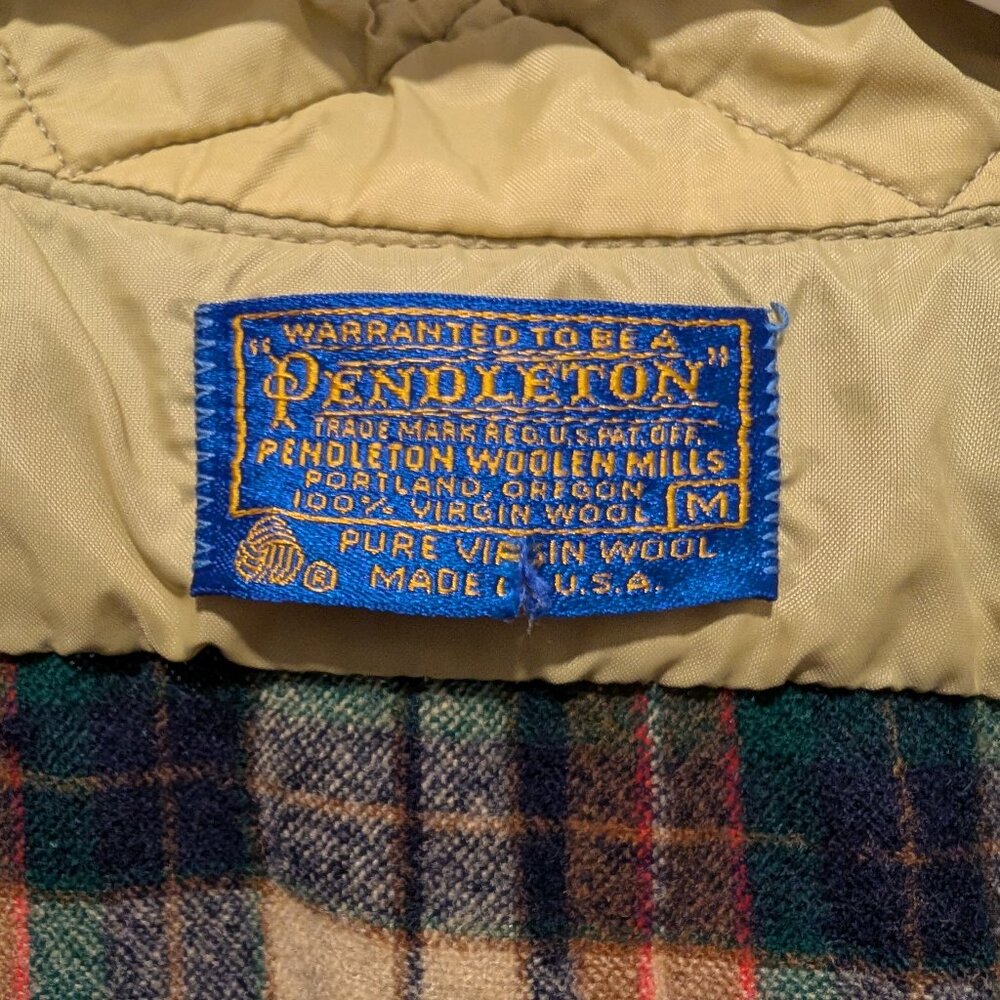 WARRANTED TO BE A
"PENDLETON"
TRADE MARK REG. U.S. PAT. OFF.
PENDLETON WOOLEN MILLS
PORTLAND, OREGON
100% VIRGIN WOOL M
PURE VIRGIN WOOL
® MADE U.S.A.